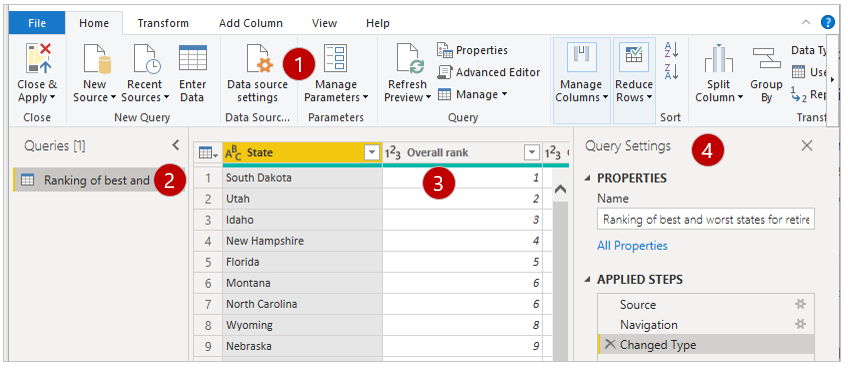 File Home Transform Add Column View Help
Close & Apply
New Source
Recent Sources
Enter Data
Data source settings
1
Manage Parameters
Refresh Preview
Properties
Advanced Editor
Manage
Manage Columns
Reduce Rows
A Z
Z A
Split Column
Group By
Data Ty
Use
1 2 Rep
Close New Query Data Sourc... Parameters Query Sort Transf
Queries [1]
Ranking of best and
2
ABC State
123 Overall rank
123
3
1 South Dakota 1
2 Utah 2
3 Idaho 3
4 New Hampshire 4
5 Florida 5
6 Montana 6
7 North Carolina 6
8 Wyoming 8
9 Nebraska 9
Query Settings
4
PROPERTIES
Name
Ranking of best and worst states for retire
All Properties
APPLIED STEPS
Source
Navigation
Changed Type